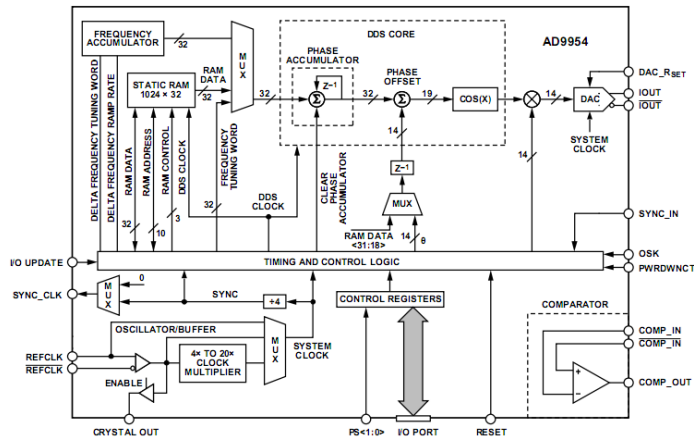 FREQUENCY
ACCUMULATOR
32
MUX
DDS CORE
AD9954
PHASE
ACCUMULATOR
DELTA FREQUENCY TUNING WORD
DELTA FREQUENCY RAMP RATE
STATIC RAM
1024 × 32
RAM
DATA
32
32
Σ
Z–1
32
PHASE
OFFSET
Σ
19
COS(X)
14
DAC
DAC_RSET
IOUT
IOUT
SYSTEM
CLOCK
RAM DATA
RAM ADDRESS
RAM CONTROL
DDS CLOCK
FREQUENCY
TUNING WORD
CLEAR
PHASE
ACCUMULATOR
14
Z–1
14
MUX
DDS
CLOCK
32
10
3
32
RAM DATA
<31:18>
14
θ
SYNC_IN
I/O UPDATE
TIMING AND CONTROL LOGIC
OSK
PWRDWNCT
SYNC_CLK
MUX
0
SYNC
÷4
CONTROL REGISTERS
OSCILLATOR/BUFFER
MUX
SYSTEM
CLOCK
COMPARATOR
REFCLK
REFCLK
4× TO 20×
CLOCK
MULTIPLIER
COMP_IN
COMP_IN
+
–
COMP_OUT
ENABLE
CRYSTAL OUT
PS<1:0>
I/O PORT
RESET